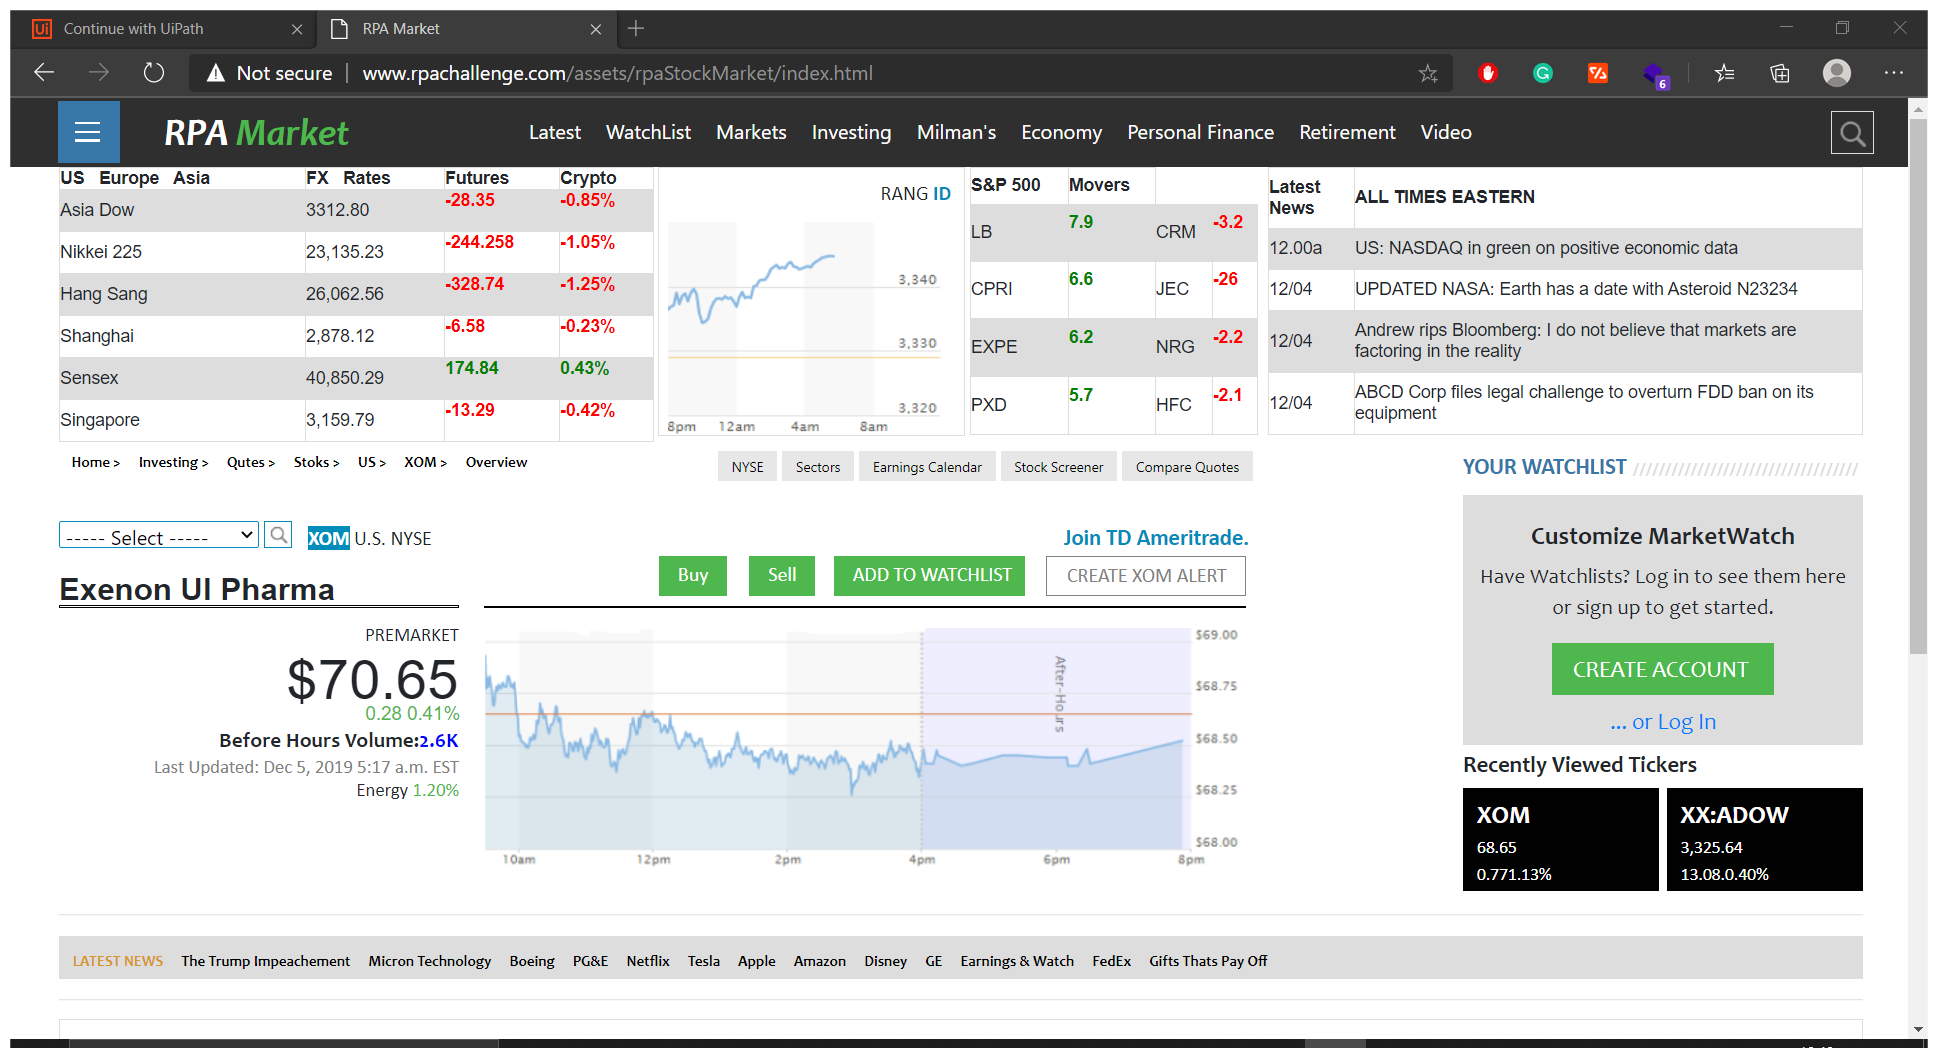 Continue with UiPath
RPA Market
Not secure
www.rpachallenge.com/assets/rpaStockMarket/index.html
6
RPA Market
Latest WatchList Markets Investing Milman's Economy Personal Finance Retirement Video
US Europe Asia FX Rates Futures Crypto
Asia Dow 3312.80 -28.35 -0.85%
Nikkei 225 23,135.23 -244.258 -1.05%
Hang Sang 26,062.56 -328.74 -1.25%
Shanghai 2,878.12 -6.58 -0.23%
Sensex 40,850.29 174.84 0.43%
Singapore 3,159.79 -13.29 -0.42%
RANG ID
3,340
3,330
3,320
8pm 12am 4am 8am
S&P 500 Movers
LB 7.9 CRM -3.2
CPRI 6.6 JEC -26
EXPE 6.2 NRG -2.2
PXD 5.7 HFC -2.1
Latest News ALL TIMES EASTERN
12.00a US: NASDAQ in green on positive economic data
12/04 UPDATED NASA: Earth has a date with Asteroid N23234
12/04 Andrew rips Bloomberg: I do not believe that markets are
factoring in the reality
12/04 ABCD Corp files legal challenge to overturn FDD ban on its
equipment
Home > Investing > Qutes > Stoks > US > XOM > Overview
NYSE Sectors Earnings Calendar Stock Screener Compare Quotes
YOUR WATCHLIST
----- Select -----
XOM U.S. NYSE
Join TD Ameritrade.
Buy Sell ADD TO WATCHLIST CREATE XOM ALERT
Exenon UI Pharma
PREMARKET
$70.65
0.28 0.41%
Before Hours Volume:2.6K
Last Updated: Dec 5, 2019 5:17 a.m. EST
Energy 1.20%
After-Hours
$69.00
$68.75
$68.50
$68.25
$68.00
10am 12pm 2pm 4pm 6pm 8pm
Customize MarketWatch
Have Watchlists? Log in to see them here
or sign up to get started.
CREATE ACCOUNT
... or Log In
Recently Viewed Tickers
XOM
68.65
0.771.13%
XX:ADOW
3,325.64
13.08.0.40%
LATEST NEWS The Trump Impeachement Micron Technology Boeing PG&E Netflix Tesla Apple Amazon Disney GE Earnings & Watch FedEx Gifts Thats Pay Off